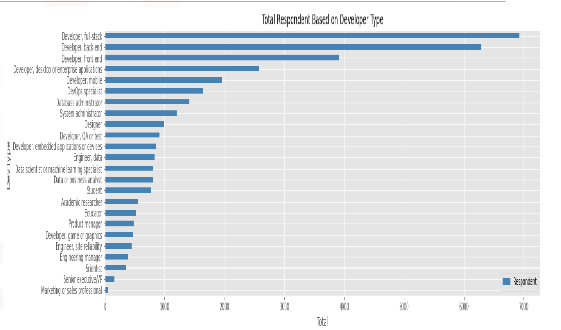 Total Respondent Based on Developer Type
Developer, full-stack
Developer, back-end
Developer, front-end
Developer, desktop or enterprise applications
Developer, mobile
DevOps specialist
Database administrator
System administrator
Designer
Developer, QA or test
Developer, embedded applications or devices
Engineer, data
Data scientist or machine learning specialist
Data or business analyst
Student
Academic researcher
Educator
Product manager
Developer, game or graphics
Engineer, site reliability
Engineering manager
Scientist
Senior executive/VP
Marketing or sales professional
DevType
0 1000 2000 3000 4000 5000 6000 7000
Total
Respondent